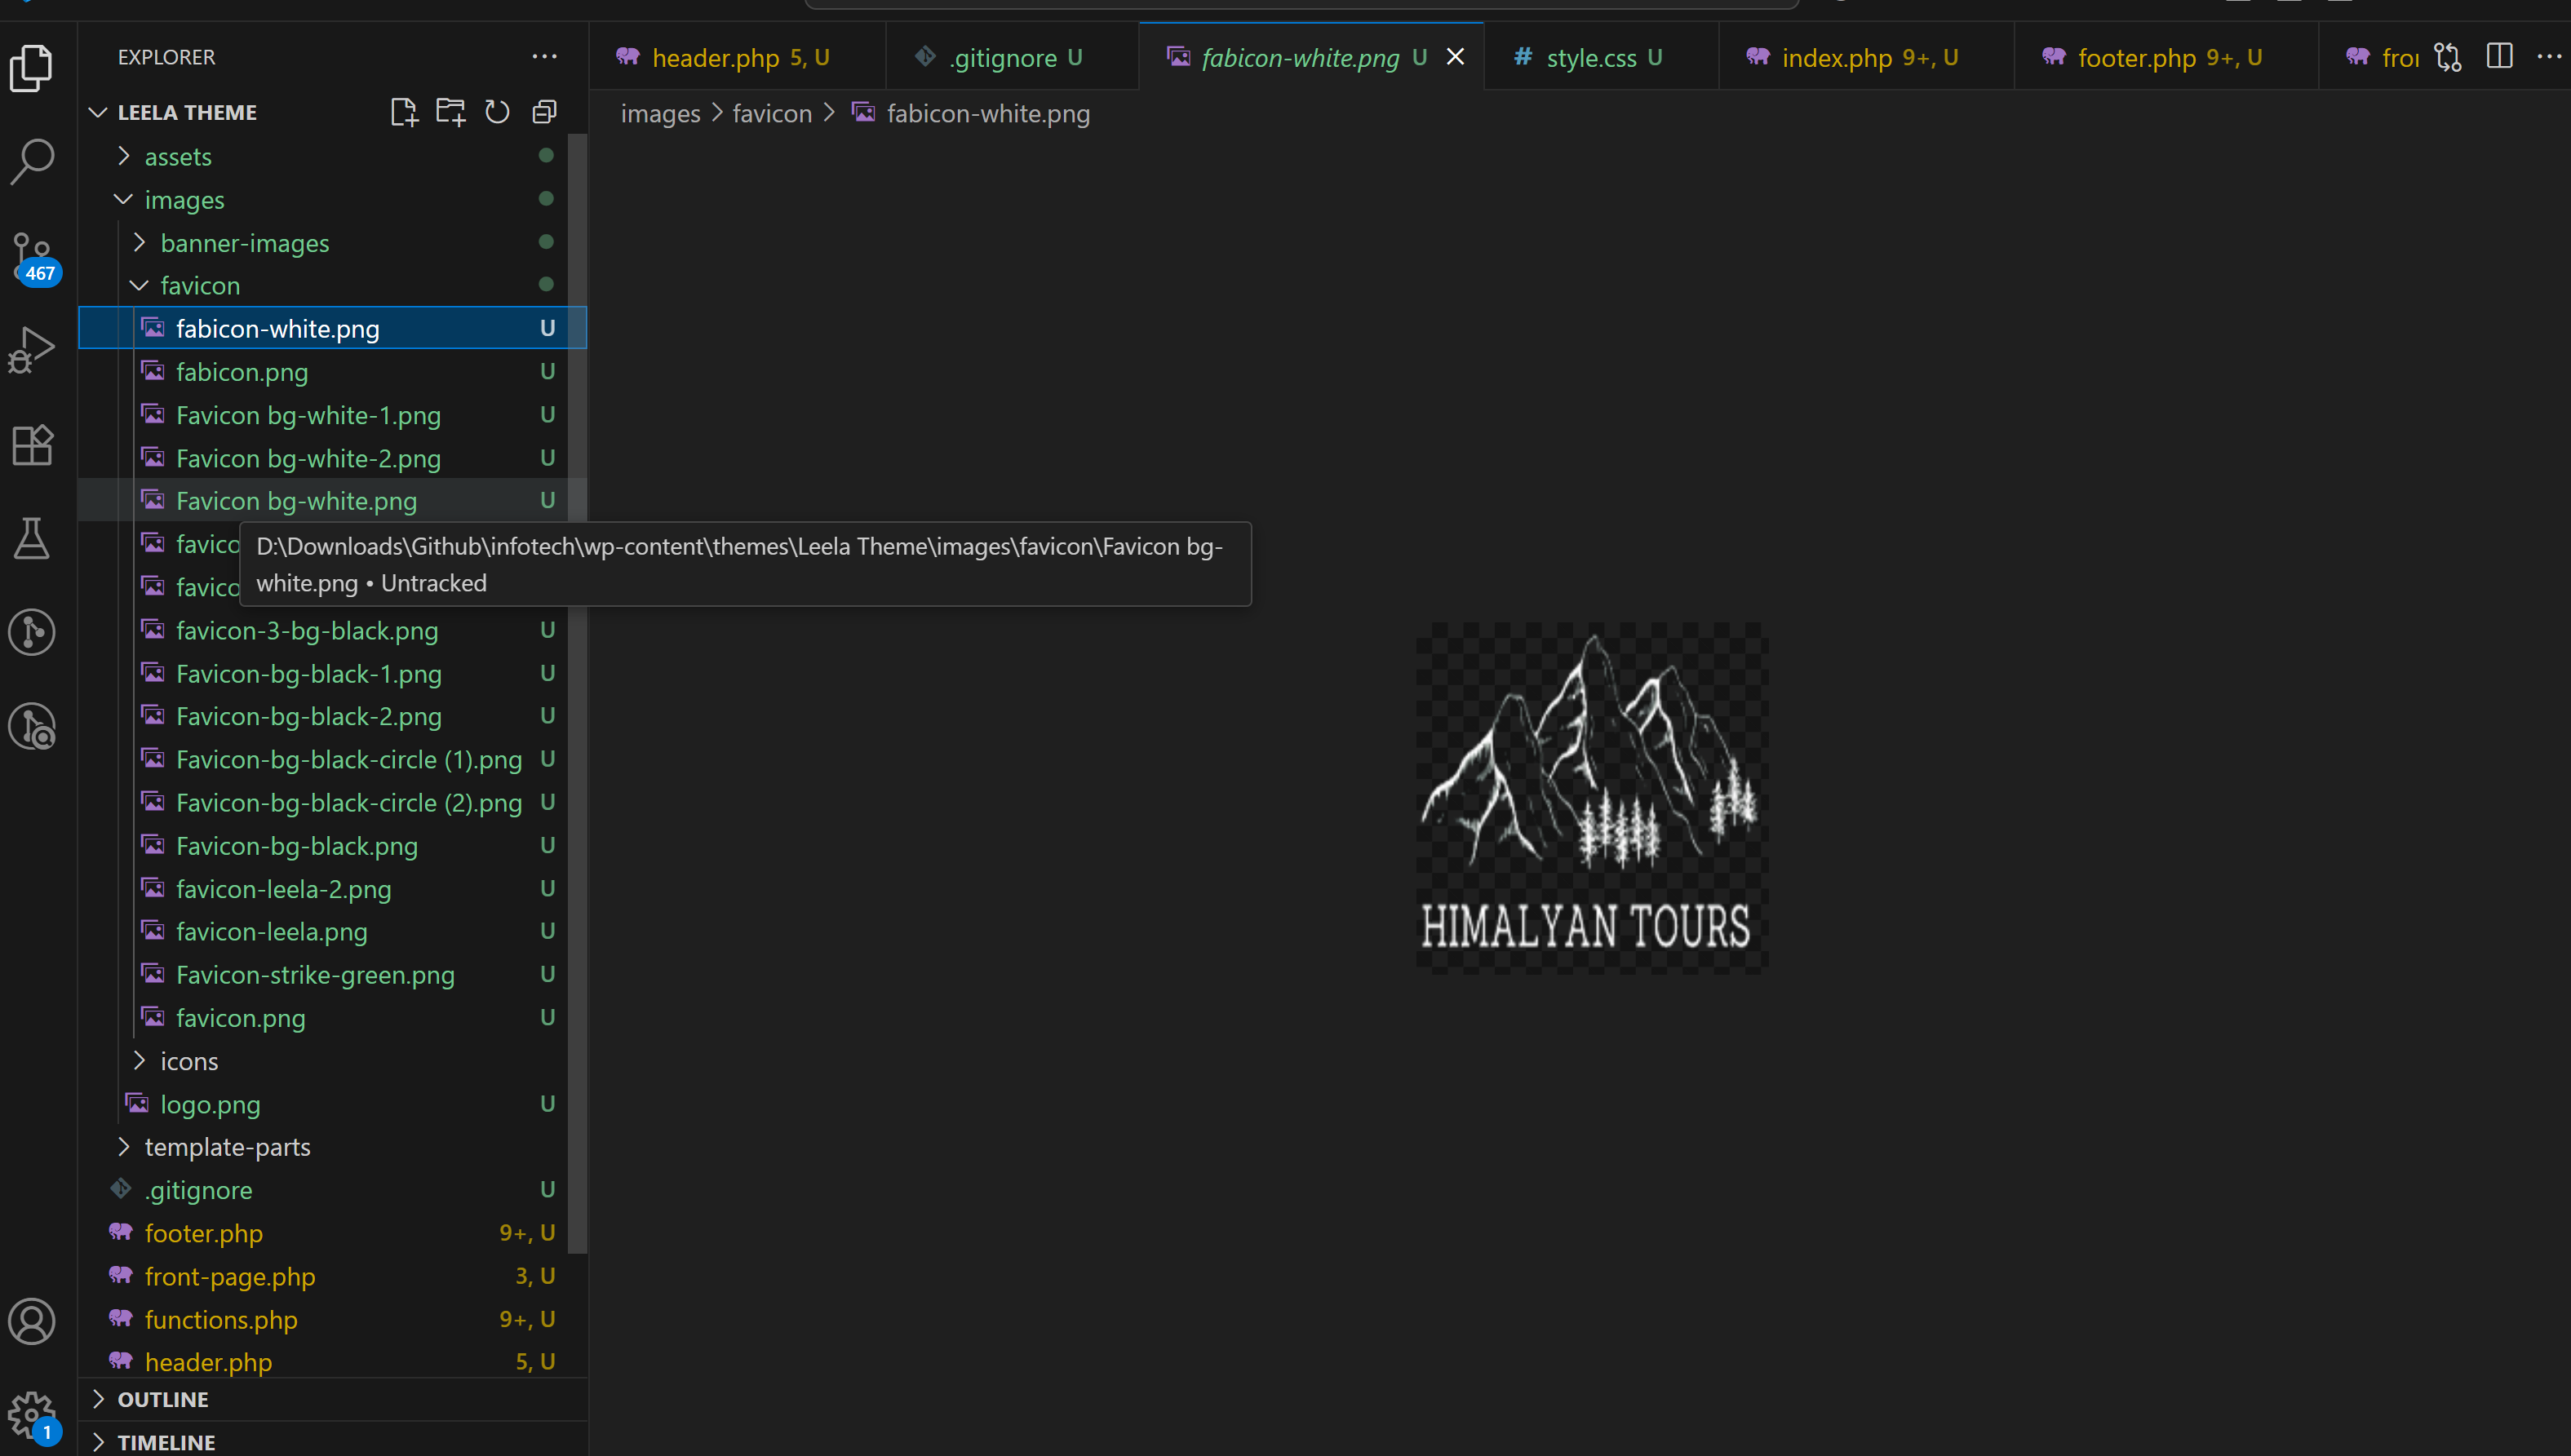 EXPLORER
header.php 5, U
.gitignore U
fabicon-white.png U
style.css U
index.php 9+, U
footer.php 9+, U
LEELA THEME
images > favicon > fabicon-white.png
assets
images
banner-images
467
favicon
fabicon-white.png U
fabicon.png U
Favicon bg-white-1.png U
Favicon bg-white-2.png U
Favicon bg-white.png U
D:\Downloads\Github\infotech\wp-content\themes\Leela Theme\images\favicon\Favicon bg-
white.png • Untracked
favicon-3-bg-black.png U
Favicon-bg-black-1.png U
Favicon-bg-black-2.png U
Favicon-bg-black-circle (1).png U
Favicon-bg-black-circle (2).png U
Favicon-bg-black.png U
favicon-leela-2.png U
favicon-leela.png U
Favicon-strike-green.png U
favicon.png U
HIMALYAN TOURS
icons
logo.png U
template-parts
.gitignore U
footer.php 9+, U
front-page.php 3, U
functions.php 9+, U
header.php 5, U
OUTLINE
1
TIMELINE